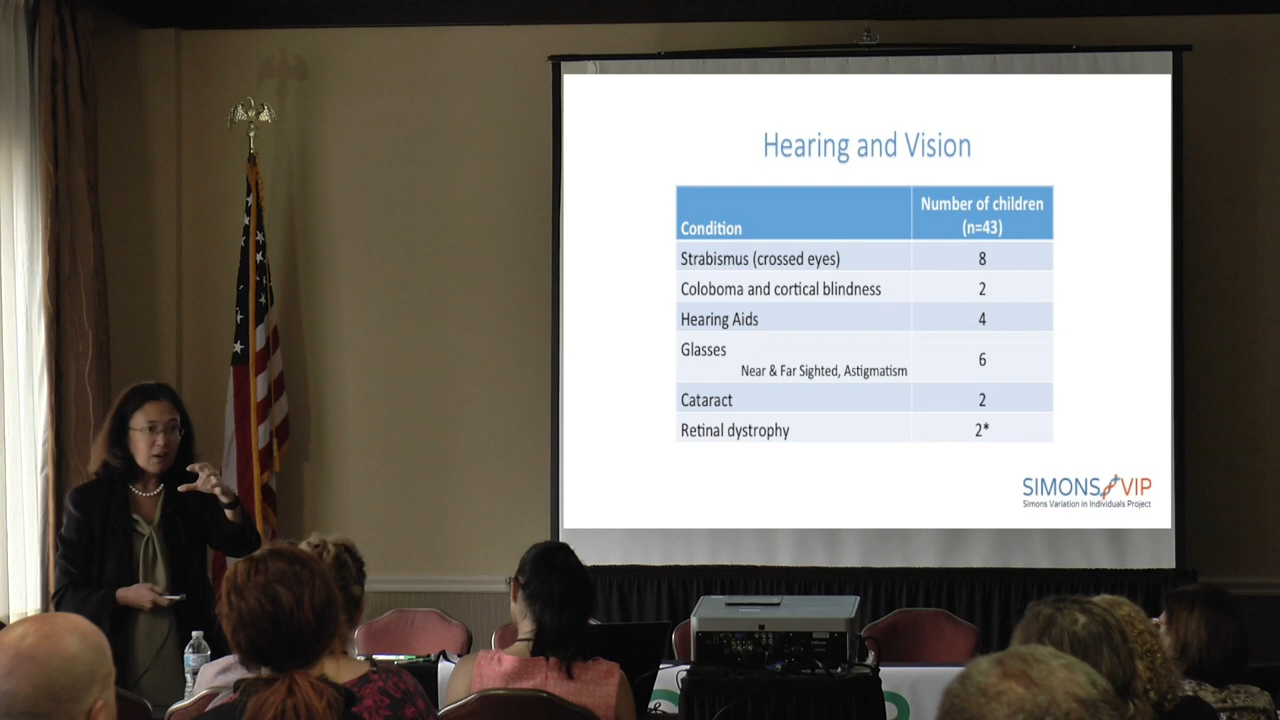 Hearing and Vision
Condition
Number of children
(n=43)
Strabismus (crossed eyes) 8
Coloboma and cortical blindness 2
Hearing Aids 4
Glasses
Near & Far Sighted, Astigmatism
6
Cataract 2
Retinal dystrophy 2*
SIMONS VIP
Simons Variation in Individuals Project